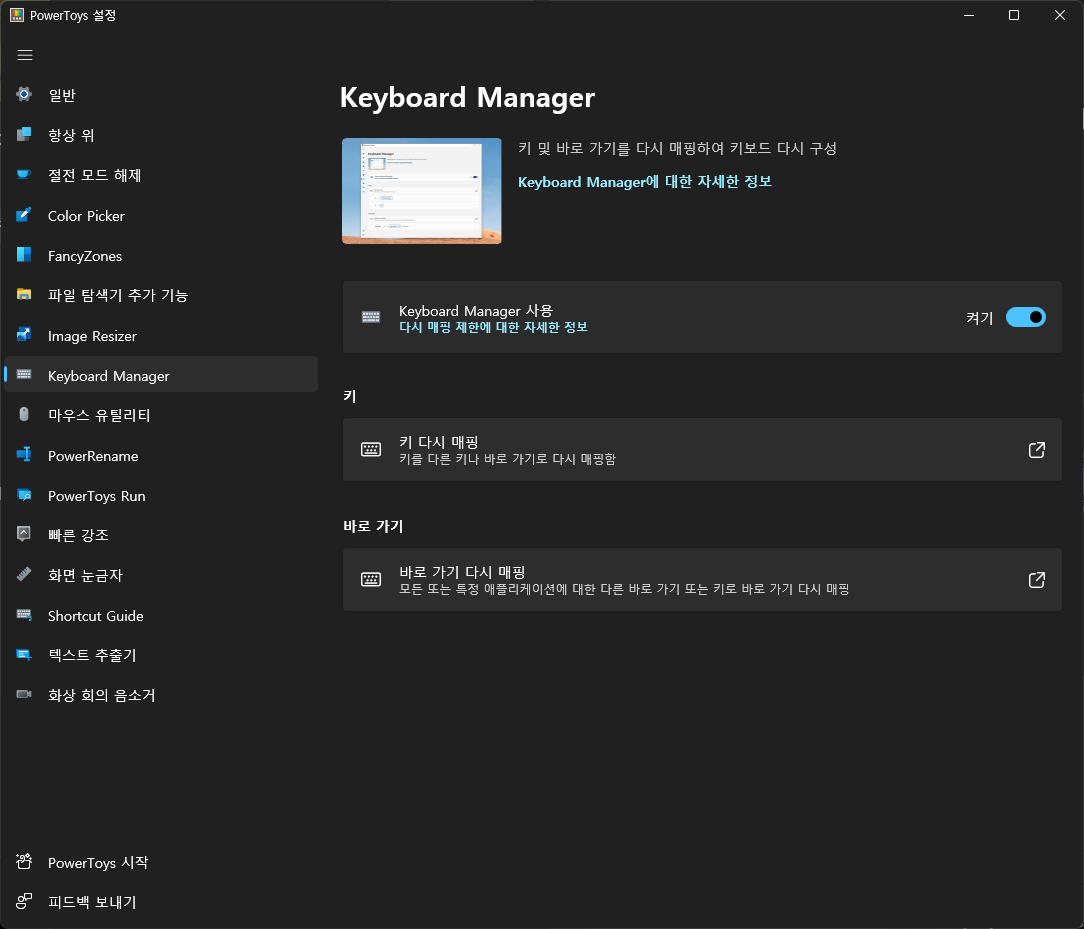 PowerToys 설정
일반
항상 위
절전 모드 해제
Color Picker
FancyZones
파일 탐색기 추가 기능
Image Resizer
Keyboard Manager
마우스 유틸리티
PowerRename
PowerToys Run
빠른 강조
화면 눈금자
Shortcut Guide
텍스트 추출기
화상 회의 음소거
PowerToys 시작
피드백 보내기
Keyboard Manager
키 및 바로 가기를 다시 매핑하여 키보드 다시 구성
Keyboard Manager에 대한 자세한 정보
Keyboard Manager 사용
다시 매핑 제한에 대한 자세한 정보
켜기
키
키 다시 매핑
키를 다른 키나 바로 가기로 다시 매핑함
바로 가기
바로 가기 다시 매핑
모든 또는 특정 애플리케이션에 대한 다른 바로 가기 또는 키로 바로 가기 다시 매핑